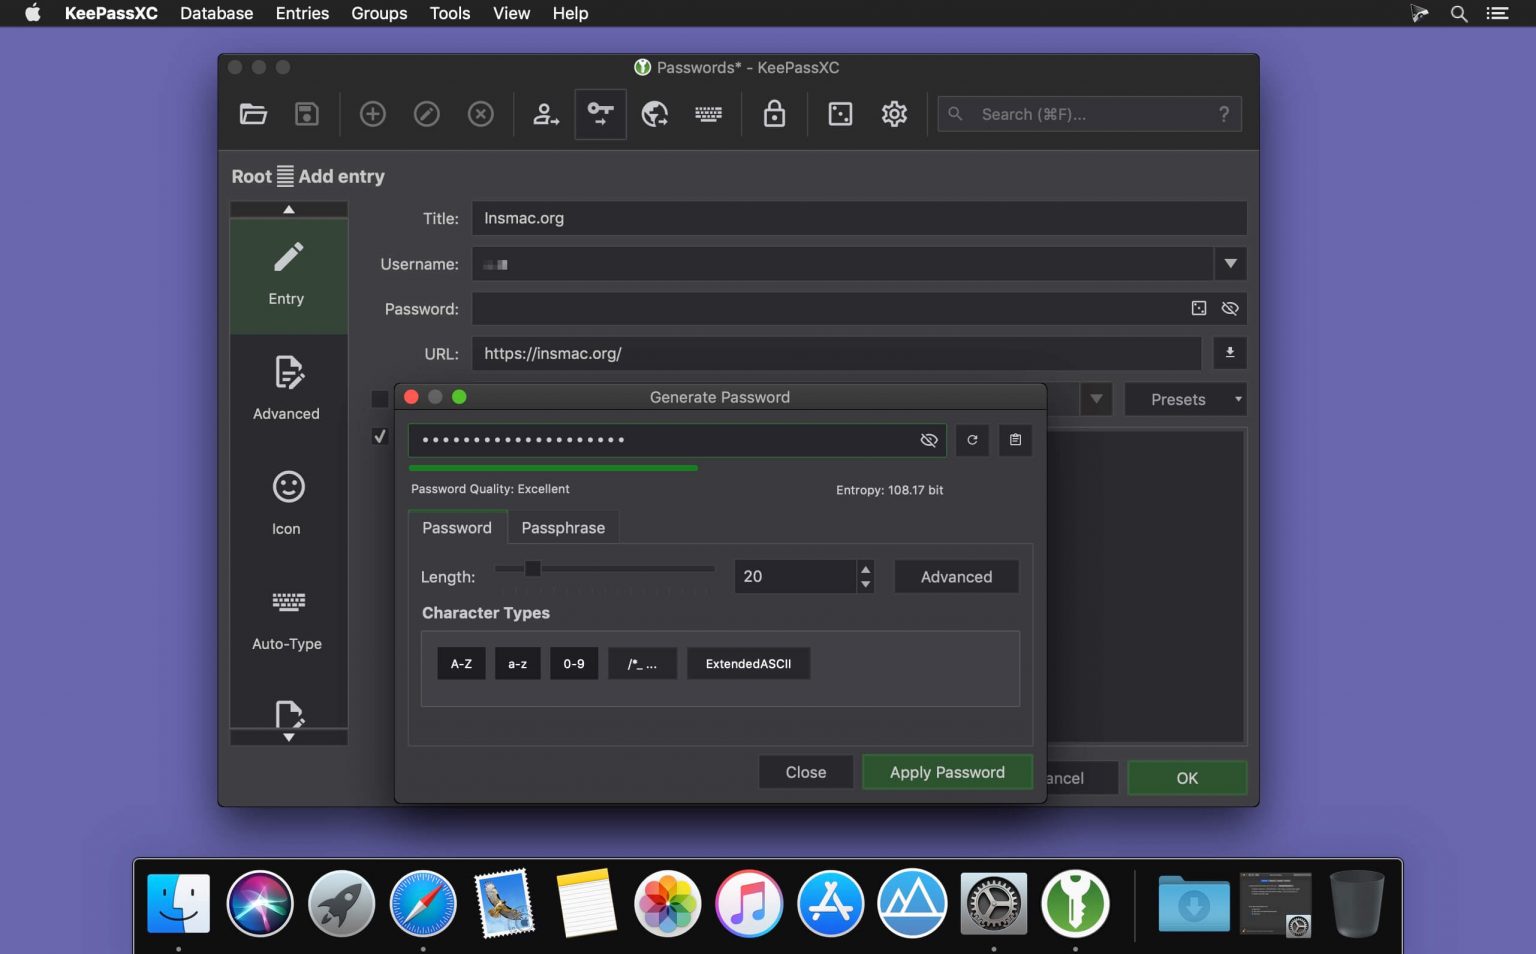 KeePassXC Database Entries Groups Tools View Help
Passwords* - KeePassXC
Search (⌘F)... ?
Root Add entry
Title: Insmac.org
Username:
Entry
Password:
URL: https://insmac.org/
Advanced
Presets
Generate Password
••••••••••••••••••••
Password Quality: Excellent Entropy: 108.17 bit
Password Passphrase
Icon
Length: 20 Advanced
Character Types
Auto-Type
A-Z a-z 0-9 /*_ ... ExtendedASCII
Close Apply Password
ancel OK